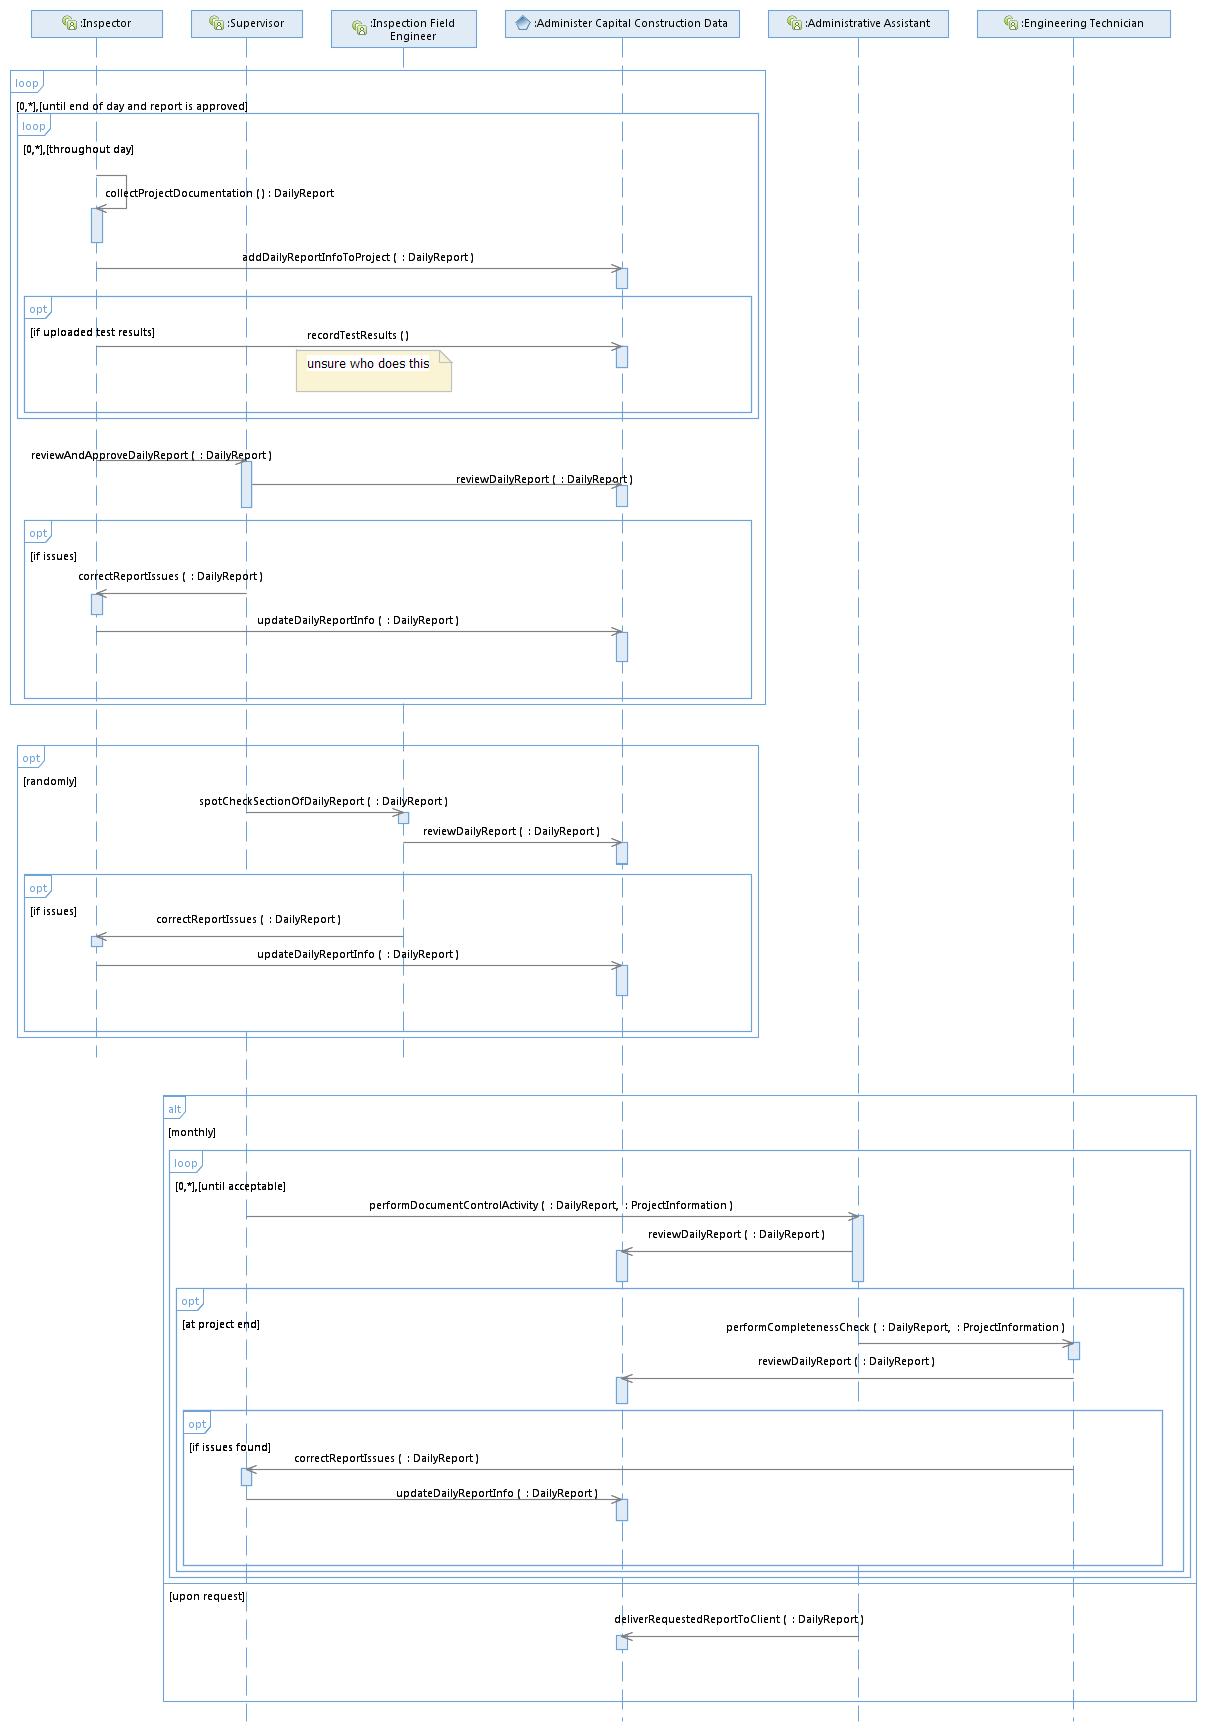 :Inspector
:Supervisor
:Inspection Field
Engineer
:Administer Capital Construction Data
:Administrative Assistant
:Engineering Technician
loop
[0,*],[until end of day and report is approved]
loop
[0,*],[throughout day]
collectProjectDocumentation ( ) : DailyReport
addDailyReportInfoToProject (  : DailyReport )
opt
[if uploaded test results]
recordTestResults ( )
unsure who does this
reviewAndApproveDailyReport (  : DailyReport )
reviewDailyReport (  : DailyReport )
opt
[if issues]
correctReportIssues (  : DailyReport )
updateDailyReportInfo (  : DailyReport )
opt
[randomly]
spotCheckSectionOfDailyReport (  : DailyReport )
reviewDailyReport (  : DailyReport )
opt
[if issues]
correctReportIssues (  : DailyReport )
updateDailyReportInfo (  : DailyReport )
alt
[monthly]
loop
[0,*],[until acceptable]
performDocumentControlActivity (  : DailyReport,  : ProjectInformation )
reviewDailyReport (  : DailyReport )
opt
[at project end]
performCompletenessCheck (  : DailyReport,  : ProjectInformation )
reviewDailyReport (  : DailyReport )
opt
[if issues found]
correctReportIssues (  : DailyReport )
updateDailyReportInfo (  : DailyReport )
[upon request]
deliverRequestedReportToClient (  : DailyReport )